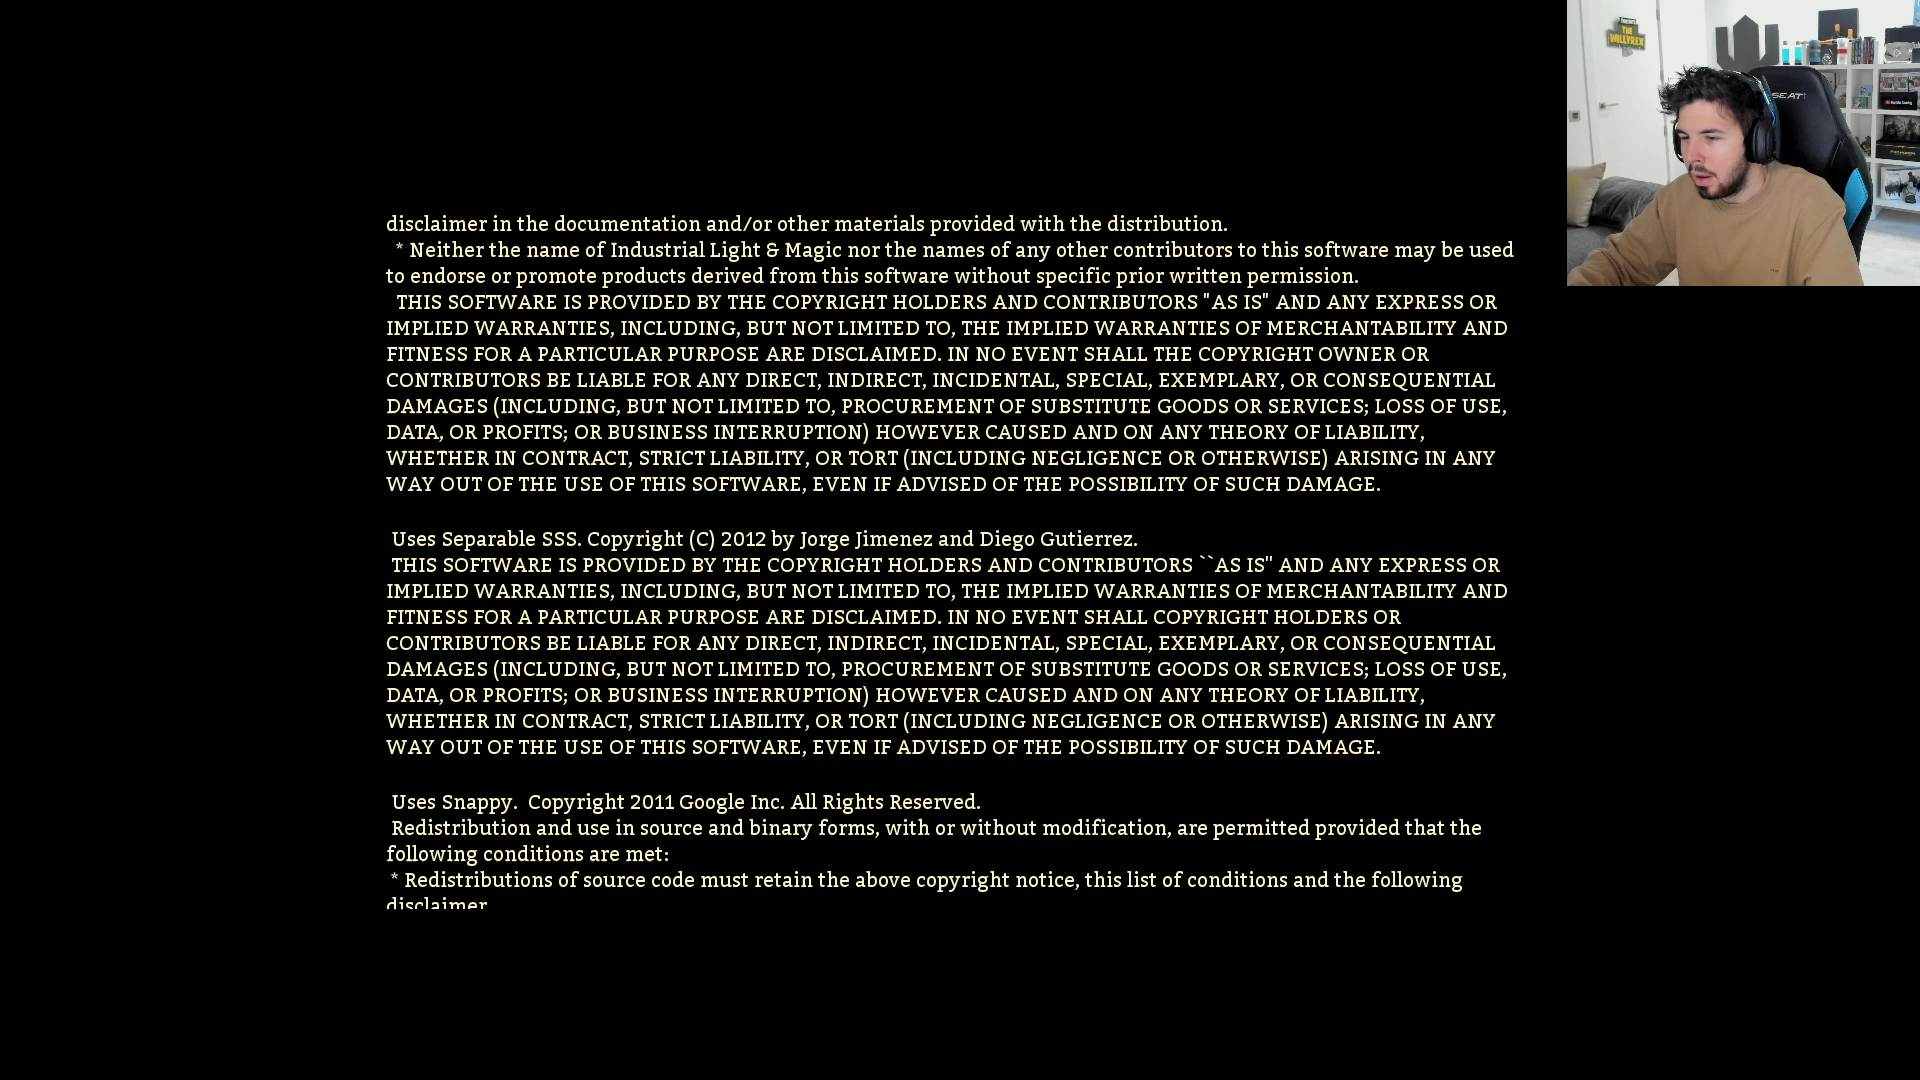 THE
WILLYREX
SEAT
disclaimer in the documentation and/or other materials provided with the distribution.
* Neither the name of Industrial Light & Magic nor the names of any other contributors to this software may be used
to endorse or promote products derived from this software without specific prior written permission.
THIS SOFTWARE IS PROVIDED BY THE COPYRIGHT HOLDERS AND CONTRIBUTORS "AS IS" AND ANY EXPRESS OR
IMPLIED WARRANTIES, INCLUDING, BUT NOT LIMITED TO, THE IMPLIED WARRANTIES OF MERCHANTABILITY AND
FITNESS FOR A PARTICULAR PURPOSE ARE DISCLAIMED. IN NO EVENT SHALL THE COPYRIGHT OWNER OR
CONTRIBUTORS BE LIABLE FOR ANY DIRECT, INDIRECT, INCIDENTAL, SPECIAL, EXEMPLARY, OR CONSEQUENTIAL
DAMAGES (INCLUDING, BUT NOT LIMITED TO, PROCUREMENT OF SUBSTITUTE GOODS OR SERVICES; LOSS OF USE,
DATA, OR PROFITS; OR BUSINESS INTERRUPTION) HOWEVER CAUSED AND ON ANY THEORY OF LIABILITY,
WHETHER IN CONTRACT, STRICT LIABILITY, OR TORT (INCLUDING NEGLIGENCE OR OTHERWISE) ARISING IN ANY
WAY OUT OF THE USE OF THIS SOFTWARE, EVEN IF ADVISED OF THE POSSIBILITY OF SUCH DAMAGE.
Uses Separable SSS. Copyright (C) 2012 by Jorge Jimenez and Diego Gutierrez.
THIS SOFTWARE IS PROVIDED BY THE COPYRIGHT HOLDERS AND CONTRIBUTORS ``AS IS'' AND ANY EXPRESS OR
IMPLIED WARRANTIES, INCLUDING, BUT NOT LIMITED TO, THE IMPLIED WARRANTIES OF MERCHANTABILITY AND
FITNESS FOR A PARTICULAR PURPOSE ARE DISCLAIMED. IN NO EVENT SHALL COPYRIGHT HOLDERS OR
CONTRIBUTORS BE LIABLE FOR ANY DIRECT, INDIRECT, INCIDENTAL, SPECIAL, EXEMPLARY, OR CONSEQUENTIAL
DAMAGES (INCLUDING, BUT NOT LIMITED TO, PROCUREMENT OF SUBSTITUTE GOODS OR SERVICES; LOSS OF USE,
DATA, OR PROFITS; OR BUSINESS INTERRUPTION) HOWEVER CAUSED AND ON ANY THEORY OF LIABILITY,
WHETHER IN CONTRACT, STRICT LIABILITY, OR TORT (INCLUDING NEGLIGENCE OR OTHERWISE) ARISING IN ANY
WAY OUT OF THE USE OF THIS SOFTWARE, EVEN IF ADVISED OF THE POSSIBILITY OF SUCH DAMAGE.
Uses Snappy.  Copyright 2011 Google Inc. All Rights Reserved.
Redistribution and use in source and binary forms, with or without modification, are permitted provided that the
following conditions are met:
* Redistributions of source code must retain the above copyright notice, this list of conditions and the following
disclaimer